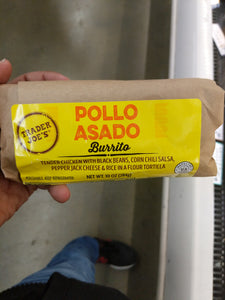 TRADER JOE'S
POLLO
ASADO
Burrito
TENDER CHICKEN WITH BLACK BEANS, CORN CHILI SALSA,
PEPPER JACK CHEESE & RICE IN A FLOUR TORTILLA
NET WT. 10 OZ (284g)